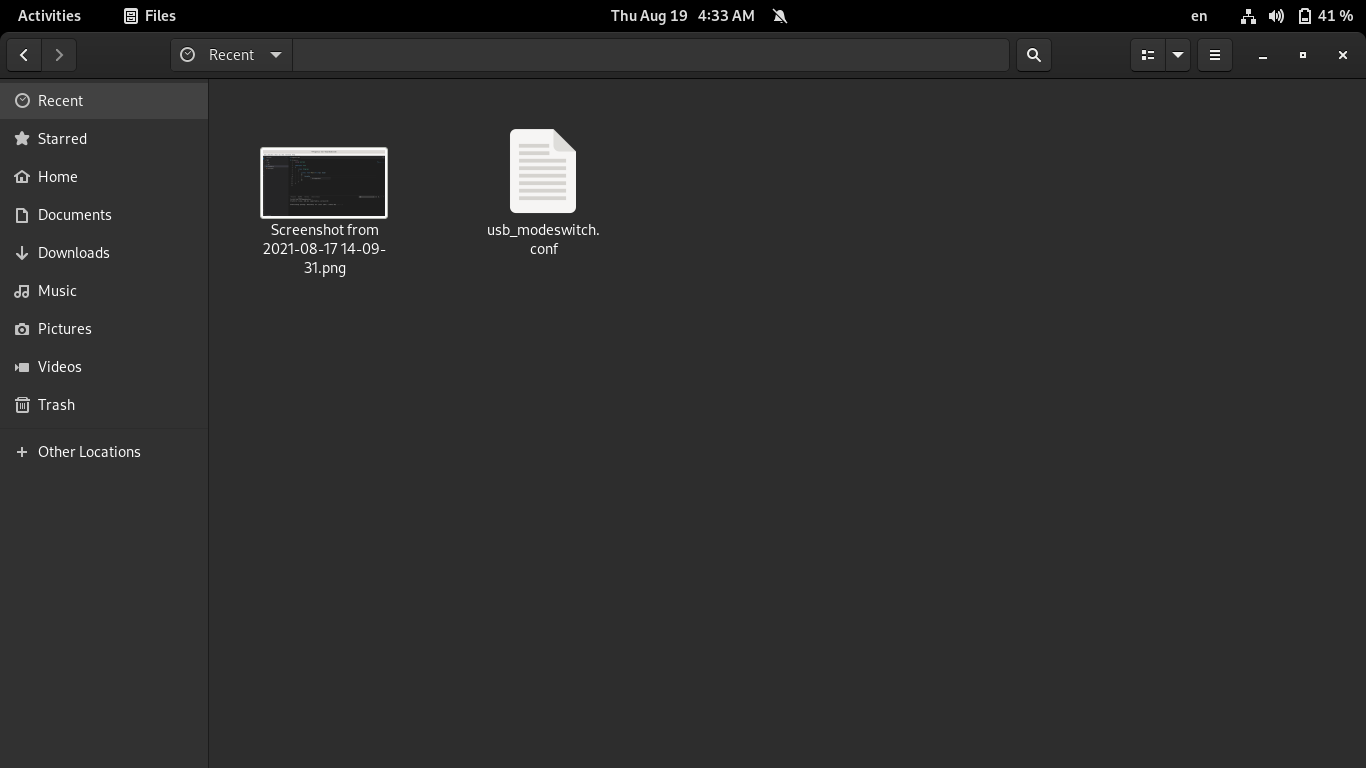 Activities
Files
Thu Aug 19 4:33 AM
en
41 %
Recent
Recent
Starred
Home
Documents
Downloads
Music
Pictures
Videos
Trash
Other Locations
Screenshot from
2021-08-17 14-09-
31.png
usb_modeswitch.
conf